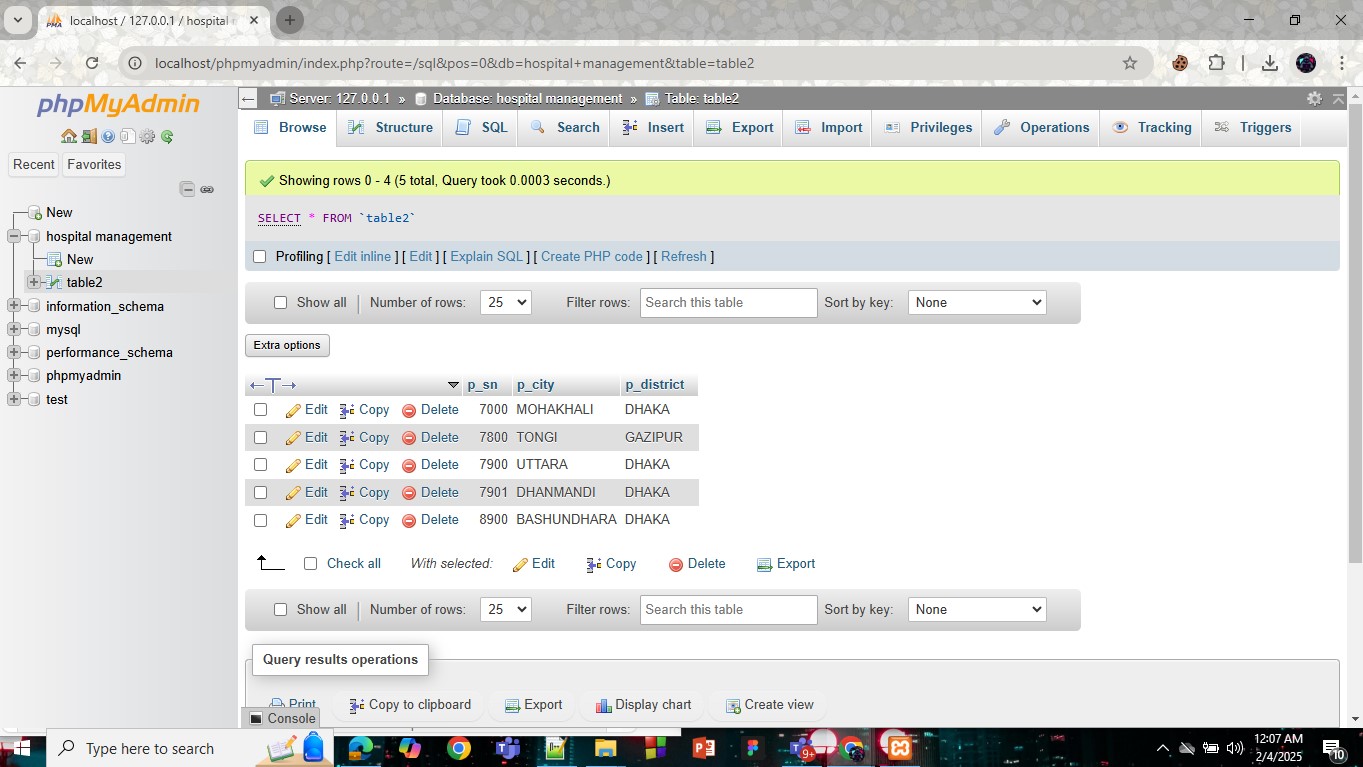 localhost / 127.0.0.1 / hospital
localhost/phpmyadmin/index.php?route=/sql&pos=0&db=hospital+management&table=table2
phpMyAdmin
Recent Favorites
New
hospital management
New
table2
information_schema
mysql
performance_schema
phpmyadmin
test
Server: 127.0.0.1 » Database: hospital management » Table: table2
Browse Structure SQL Search Insert Export Import Privileges Operations Tracking Triggers
Showing rows 0 - 4 (5 total, Query took 0.0003 seconds.)
SELECT * FROM `table2`
Profiling [ Edit inline ] [ Edit ] [ Explain SQL ] [ Create PHP code ] [ Refresh ]
Show all Number of rows: 25 Filter rows: Search this table Sort by key: None
Extra options
p_sn p_city p_district
Edit Copy Delete 7000 MOHAKHALI DHAKA
Edit Copy Delete 7800 TONGI GAZIPUR
Edit Copy Delete 7900 UTTARA DHAKA
Edit Copy Delete 7901 DHANMANDI DHAKA
Edit Copy Delete 8900 BASHUNDHARA DHAKA
Check all With selected: Edit Copy Delete Export
Show all Number of rows: 25 Filter rows: Search this table Sort by key: None
Query results operations
Print Copy to clipboard Export Display chart Create view
Console
Type here to search
12:07 AM
2/4/2025